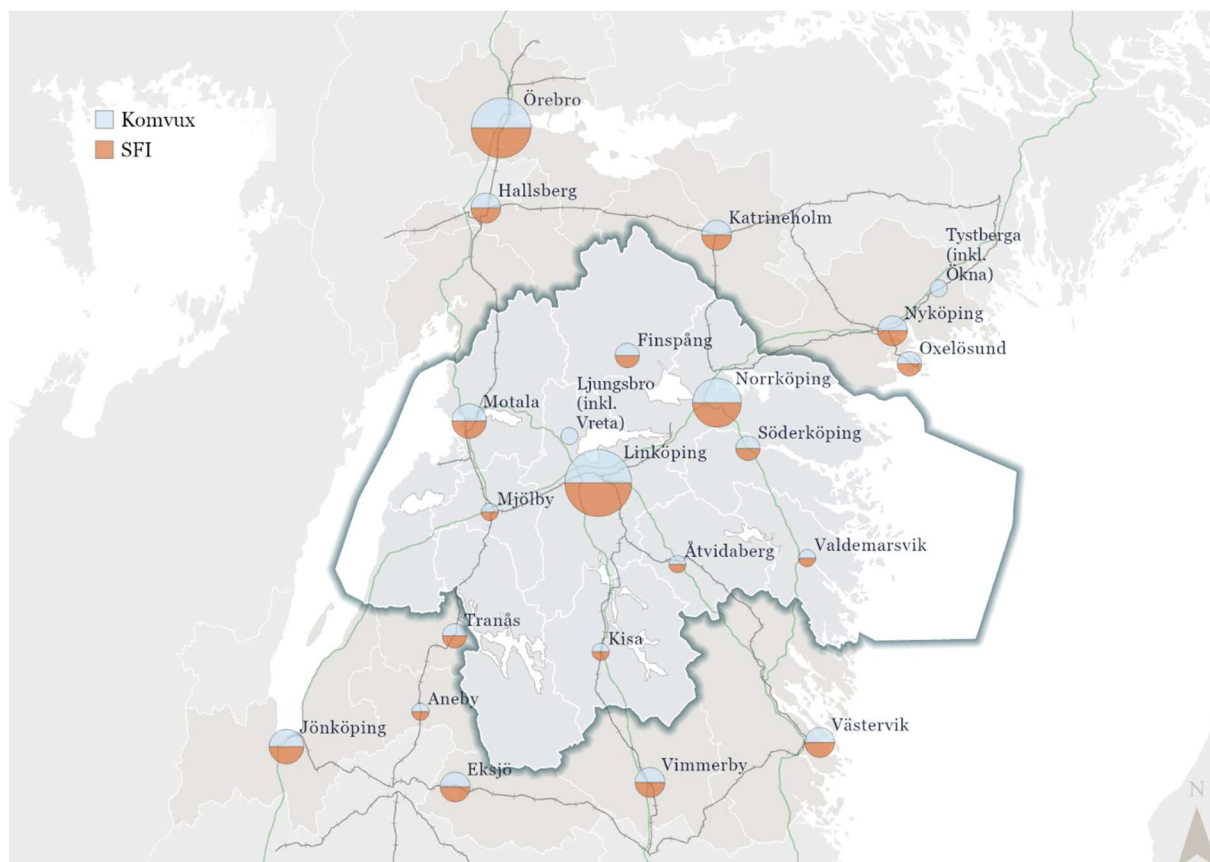 Komvux
SFI
Örebro
Hallsberg
Katrineholm
Tystberga
(inkl.
Ökna)
Nyköping
Oxelösund
Finspång
Ljungsbro
(inkl.
Vreta)
Norrköping
Motala
Söderköping
Linköping
Mjölby
Åtvidaberg
Valdemarsvik
Tranås
Kisa
Aneby
Jönköping
Västervik
Eksjö
Vimmerby
N